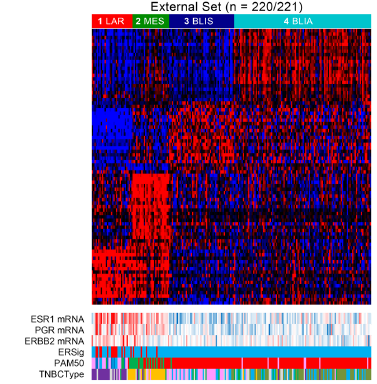 External Set (n = 220/221)
1 LAR 2 MES 3 BLIS 4 BLIA
ESR1 mRNA
PGR mRNA
ERBB2 mRNA
ERSig
PAM50
TNBCType